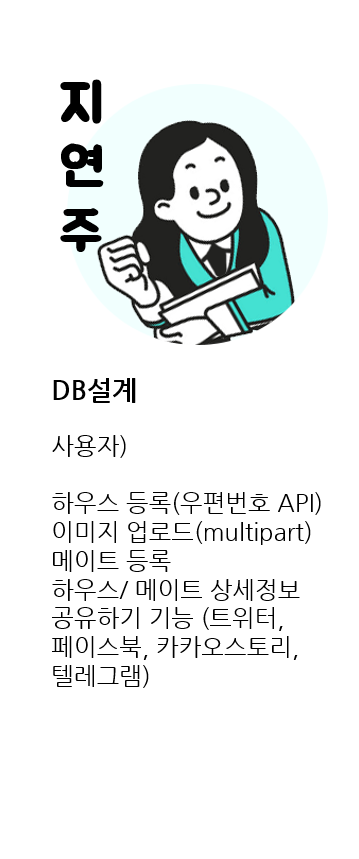 지연주
DB설계
사용자)
하우스 등록(우편번호 API)
이미지 업로드(multipart)
메이트 등록
하우스/ 메이트 상세정보
공유하기 기능 (트위터,
페이스북, 카카오스토리,
텔레그램)